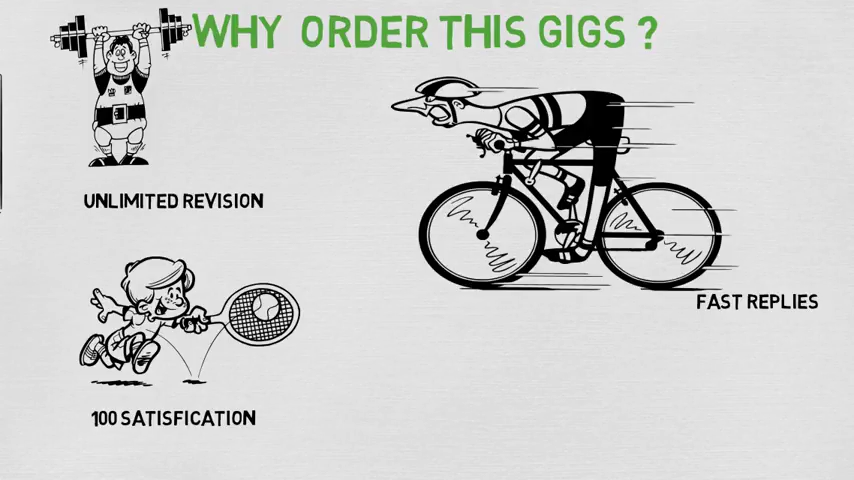 WHY ORDER THIS GIGS ?
UNLIMITED REVISION
FAST REPLIES
100 SATISFICATION